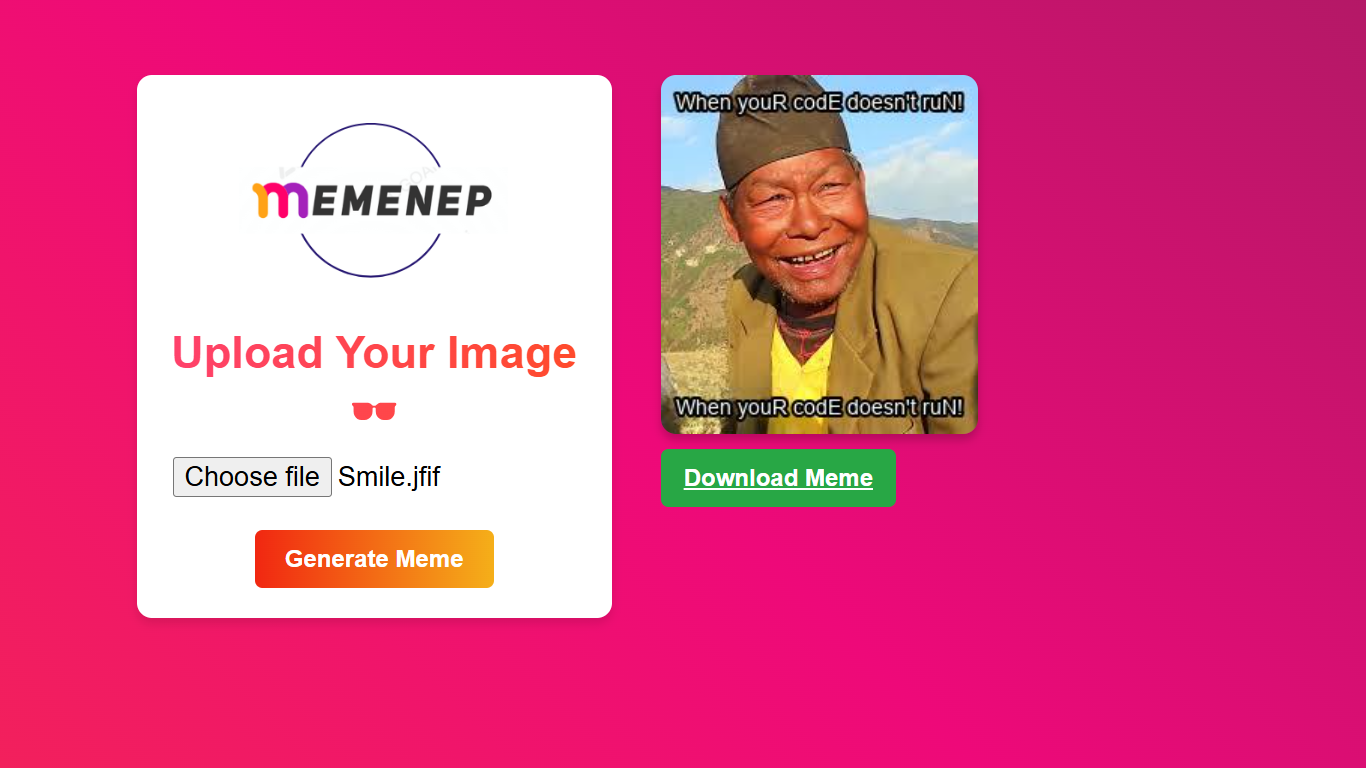 MEMENEP
Upload Your Image
Choose file Smile.jfif
Generate Meme
When youR codE doesn't ruN!
When youR codE doesn't ruN!
Download Meme